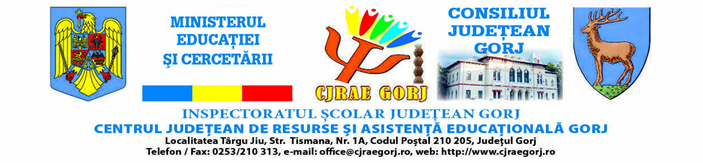 MINISTERUL
EDUCAȚIEI
ȘI CERCETĂRII
CJRAE GORJ
CONSILIUL
JUDEȚEAN
GORJ
INSPECTORATUL ȘCOLAR JUDEȚEAN GORJ
CENTRUL JUDEȚEAN DE RESURSE ȘI ASISTENȚĂ EDUCAȚIONALĂ GORJ
Localitatea Târgu Jiu, Str. Tismana, Nr. 1A, Codul Poștal 210 205, Județul Gorj
Telefon / Fax: 0253/210 313, e-mail: office@cjraegorj.ro, web: http://www.cjraegorj.ro